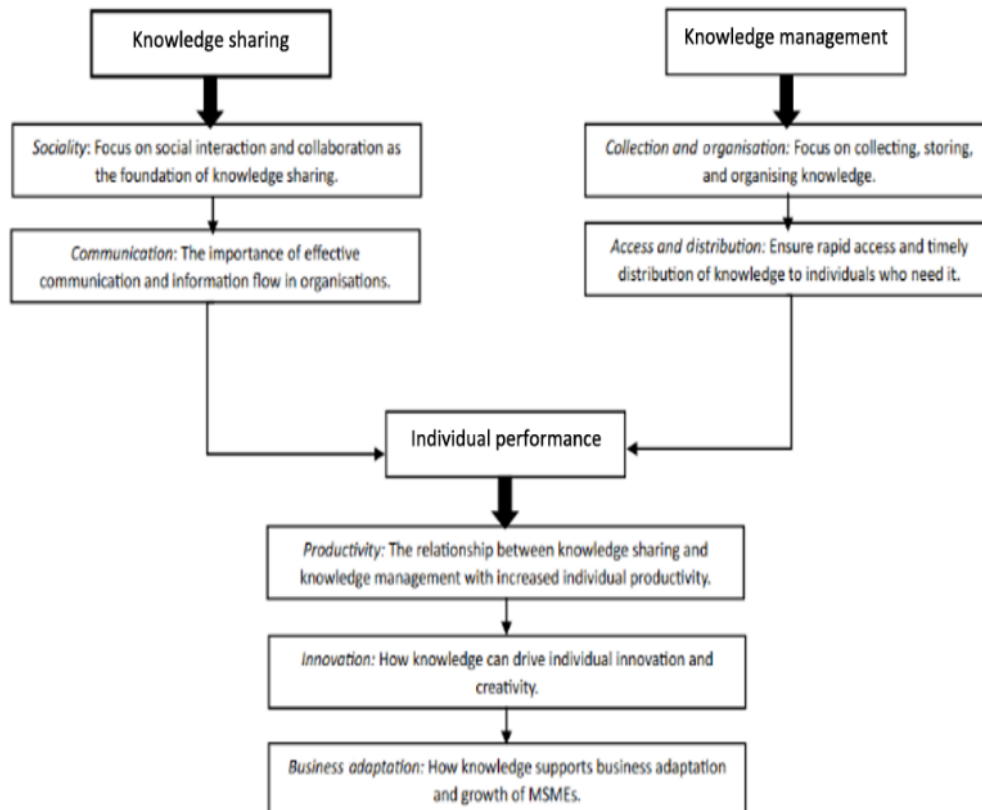 Knowledge sharing
Knowledge management
Sociality: Focus on social interaction and collaboration as
the foundation of knowledge sharing.
Collection and organisation: Focus on collecting, storing,
and organising knowledge.
Communication: The importance of effective
communication and information flow in organisations.
Access and distribution: Ensure rapid access and timely
distribution of knowledge to individuals who need it.
Individual performance
Productivity: The relationship between knowledge sharing and
knowledge management with increased individual productivity.
Innovation: How knowledge can drive individual innovation and
creativity.
Business adaptation: How knowledge supports business adaptation
and growth of MSMEs.